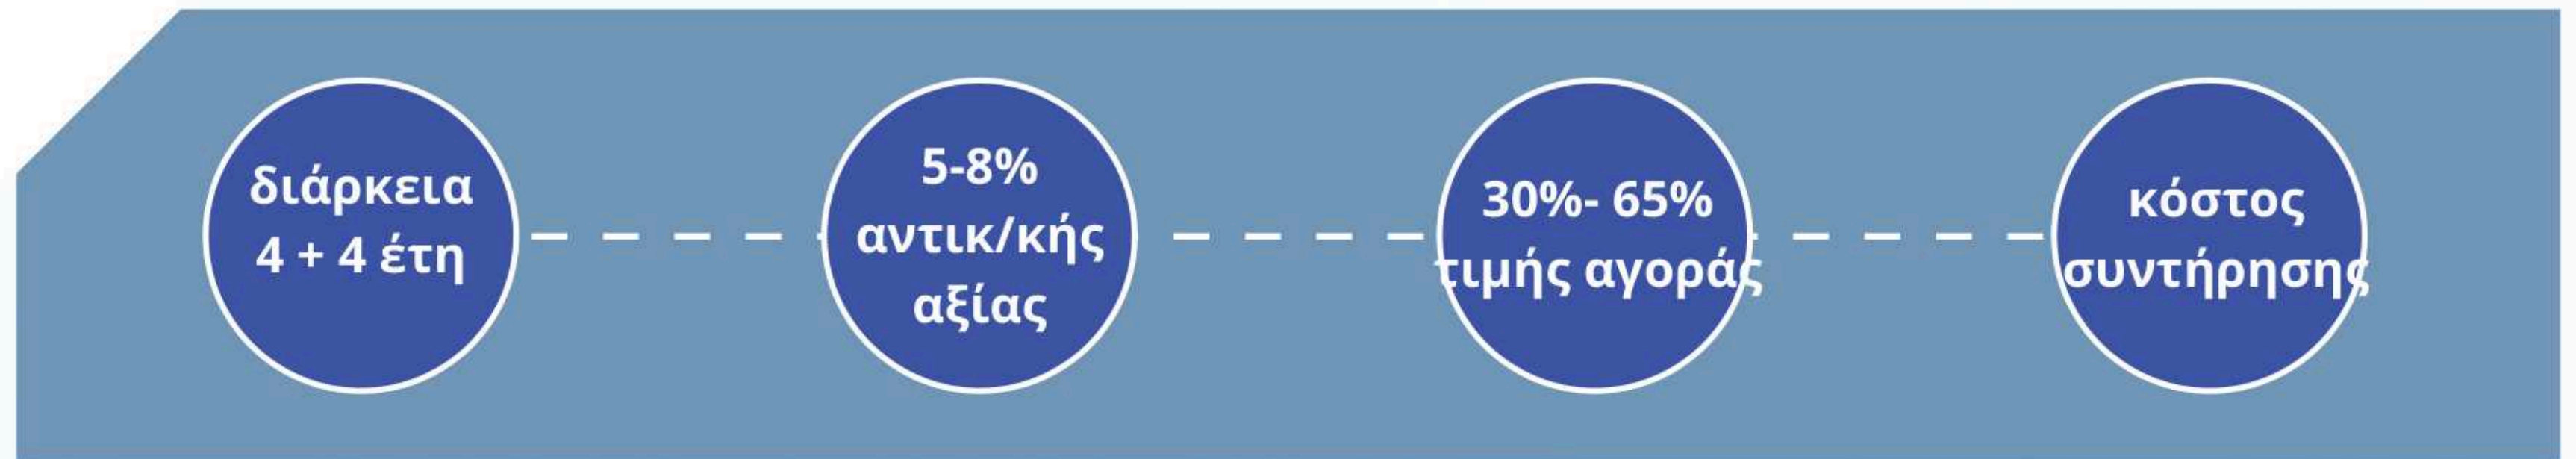 διάρκεια
4 + 4 έτη
5-8%
αντικ/κής
αξίας
30%- 65%
τιμής αγοράς
κόστος
συντήρησης